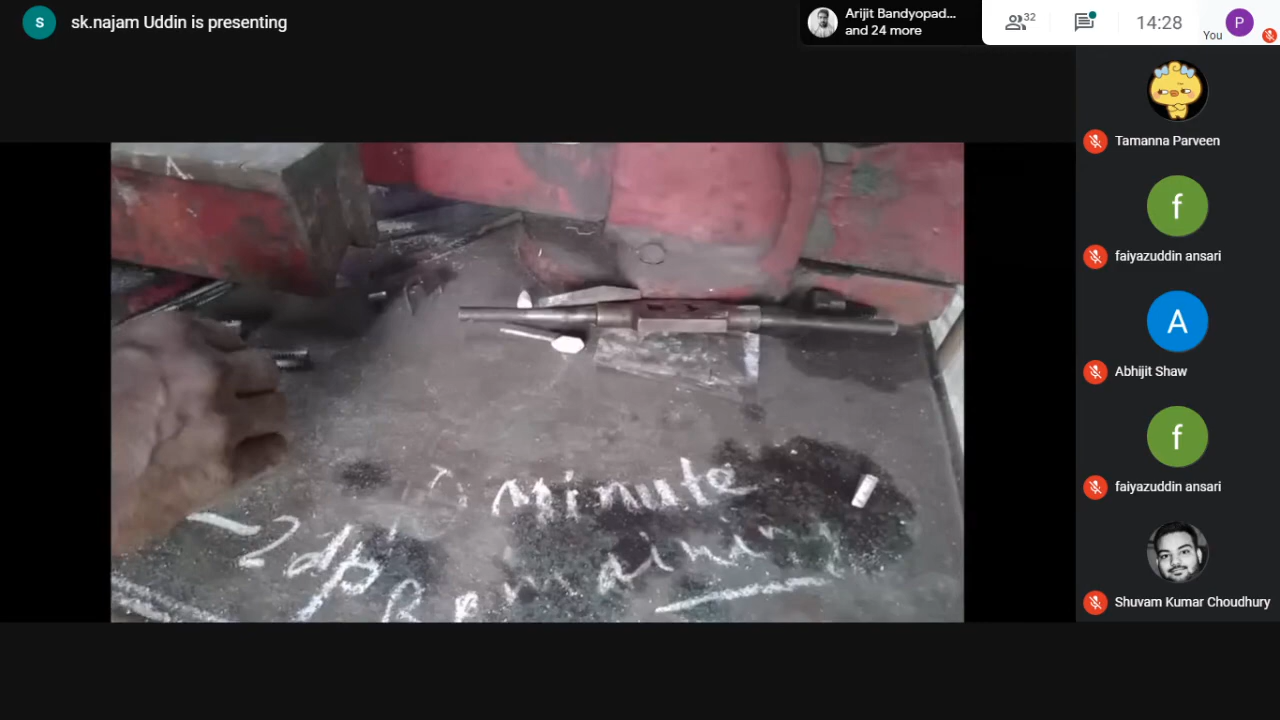 S
sk.najam Uddin is presenting
Arijit Bandyopad...
and 24 more
32
14:28
You
P
Tamanna Parveen
f
faiyazuddin ansari
A
Abhijit Shaw
f
faiyazuddin ansari
Shuvam Kumar Choudhury
Minute
Remaining